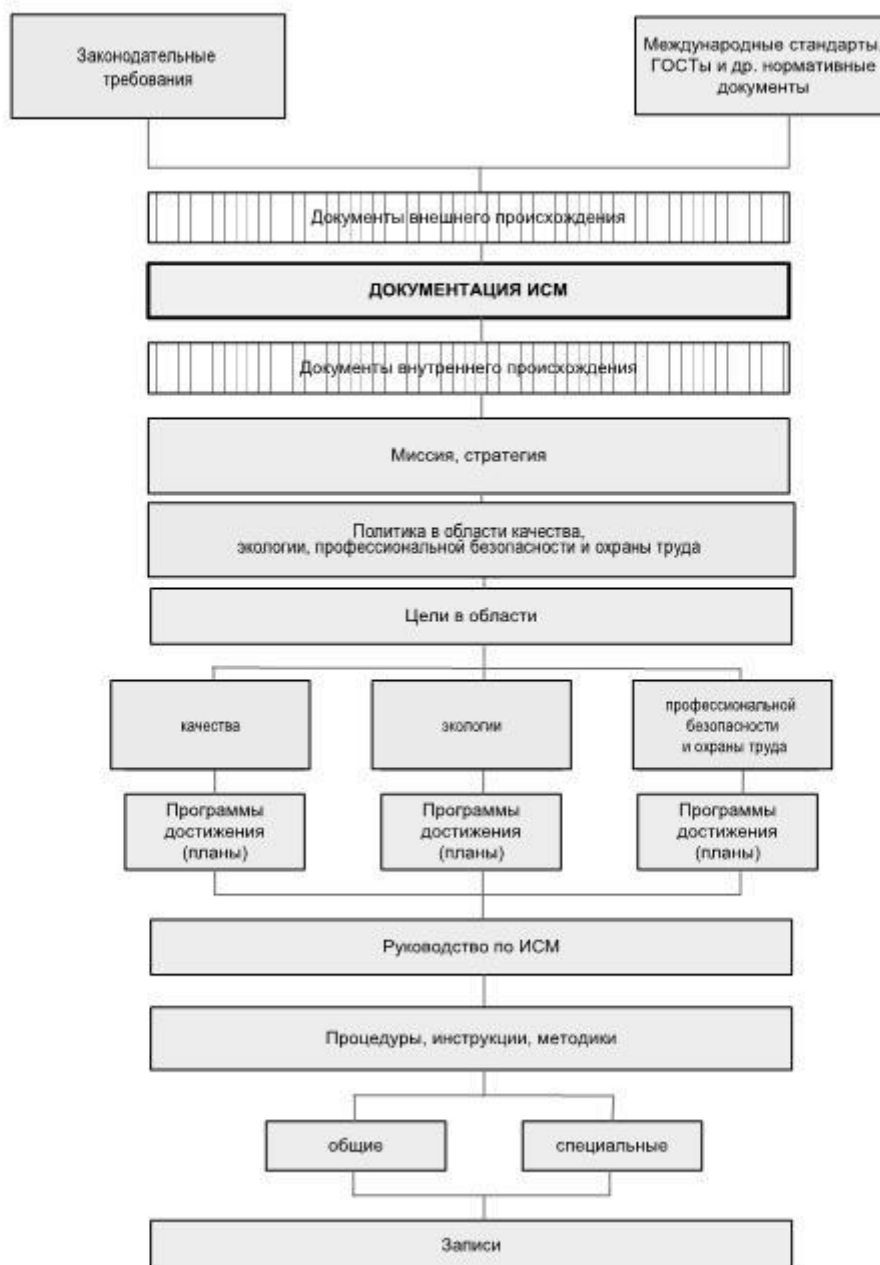 Законодательные
требования
Международные стандарты,
ГОСТы и др. нормативные
документы
Документы внешнего происхождения
ДОКУМЕНТАЦИЯ ИСМ
Документы внутреннего происхождения
Миссия, стратегия
Политика в области качества,
экологии, профессиональной безопасности и охраны труда
Цели в области
качества
экологии
профессиональной
безопасности
и охраны труда
Программы
достижения
(планы)
Программы
достижения
(планы)
Программы
достижения
(планы)
Руководство по ИСМ
Процедуры, инструкции, методики
общие
специальные
Записи